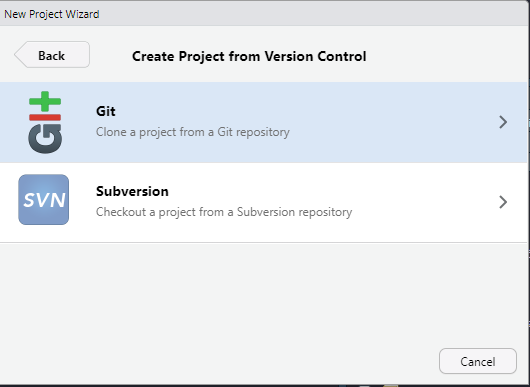 New Project Wizard
Back
Create Project from Version Control
git
Git
Clone a project from a Git repository
SVN
Subversion
Checkout a project from a Subversion repository
Cancel